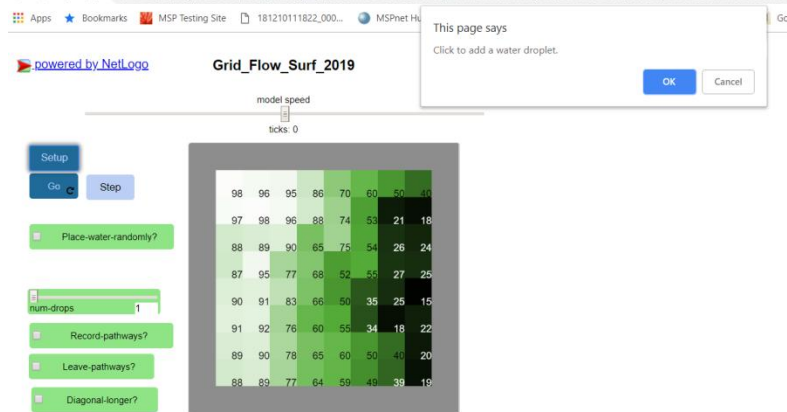 Apps Bookmarks MSP Testing Site 181210111822_000... MSPnet Hu Go
This page says
Click to add a water droplet.
OK Cancel
powered by NetLogo
Grid_Flow_Surf_2019
model speed
ticks: 0
Setup
Go
Step
Place-water-randomly?
num-drops 1
Record-pathways?
Leave-pathways?
Diagonal-longer?
98 96 95 86 70 60 50 40
97 98 96 88 74 53 21 18
88 89 90 65 75 54 26 24
87 95 77 68 52 55 27 25
90 91 83 66 50 35 25 15
91 92 76 60 55 34 18 22
89 90 78 65 60 50 40 20
88 89 77 64 59 49 39 19